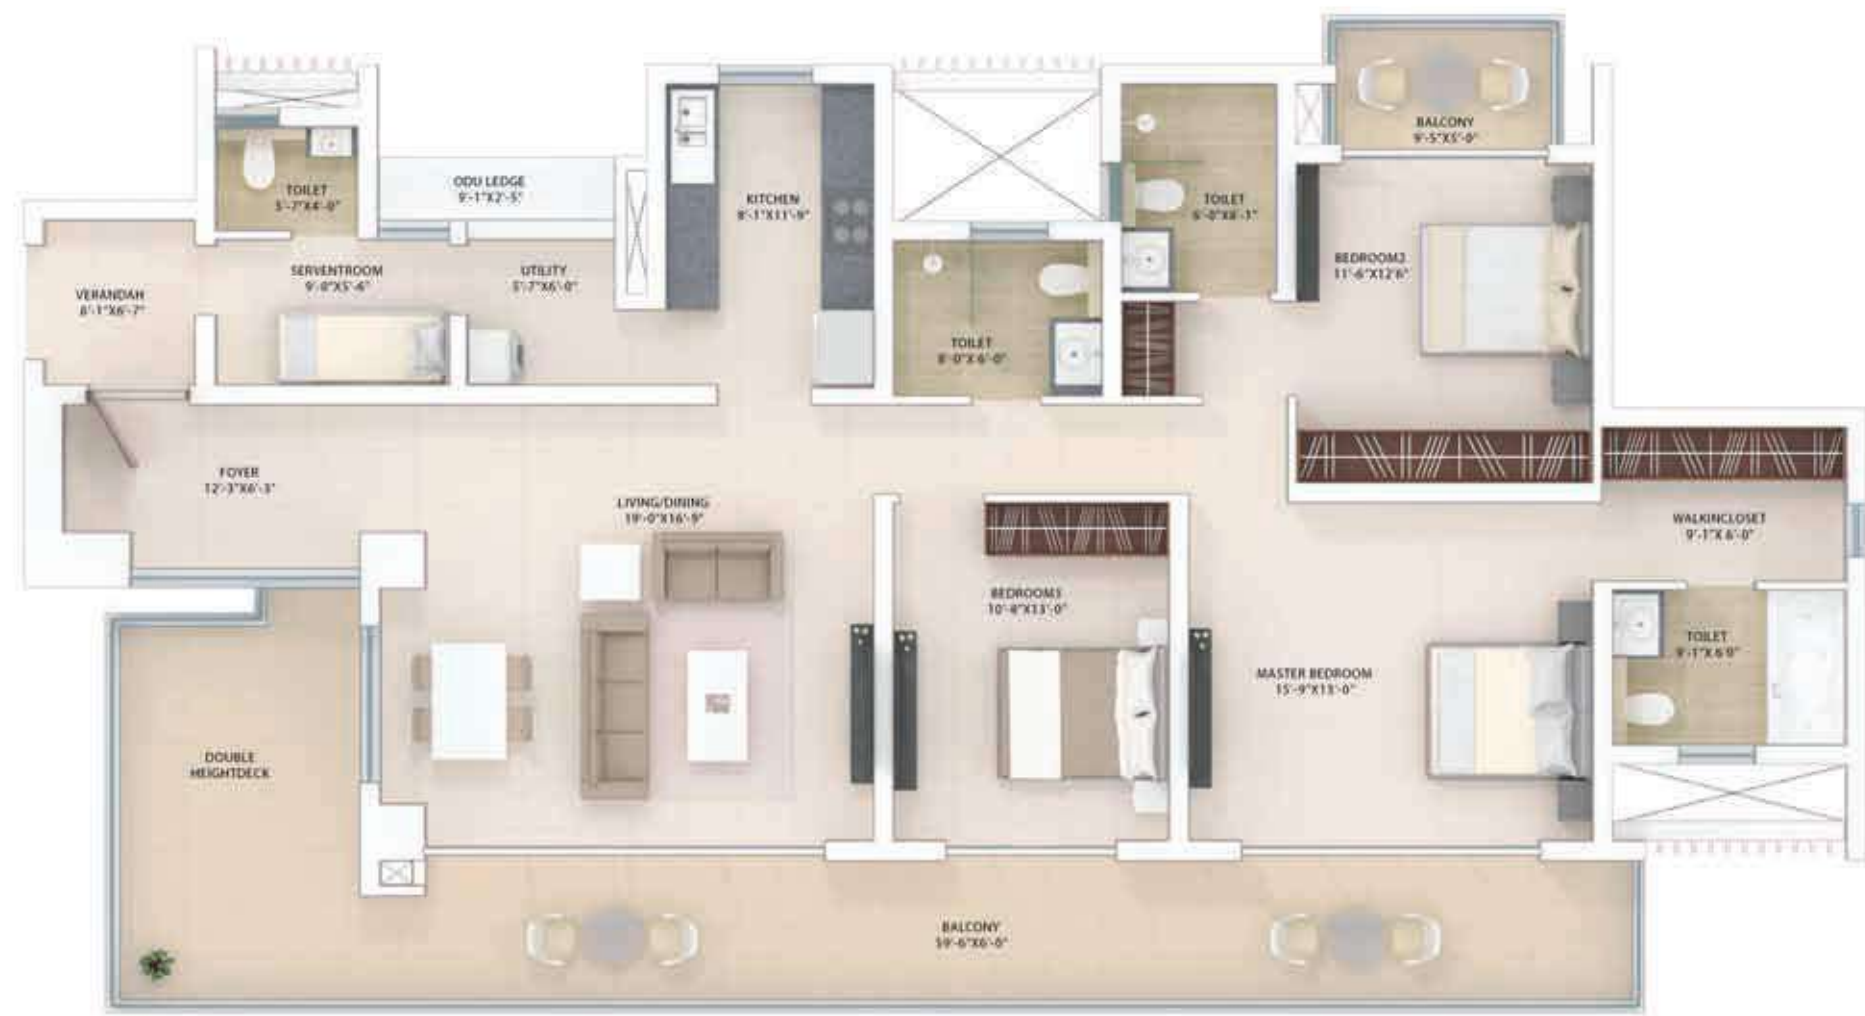 BALCONY
9'-5"X5'-0"
TOILET
5'-7"X4'-0"
ODU LEDGE
9'-1"X2'-5"
KITCHEN
8'-1"X11'-9"
TOILET
6'-0"X8'-1"
SERVENTROOM
9'-0"X5'-6"
UTILITY
5'-7"X6'-0"
BEDROOM2
11'-6"X12'6"
VERANDAH
8'-1"X6'-7"
TOILET
8'-0"X6'-0"
FOYER
12'-3"X6'-3"
LIVING/DINING
19'-0"X16'-9"
WALKINCLOSET
9'-1"X6'-0"
BEDROOM3
10'-8"X13'-0"
TOILET
9'-1"X6'0"
MASTER BEDROOM
15'-9"X13'-0"
DOUBLE
HEIGHTDECK
BALCONY
59'-6"X6'-0"